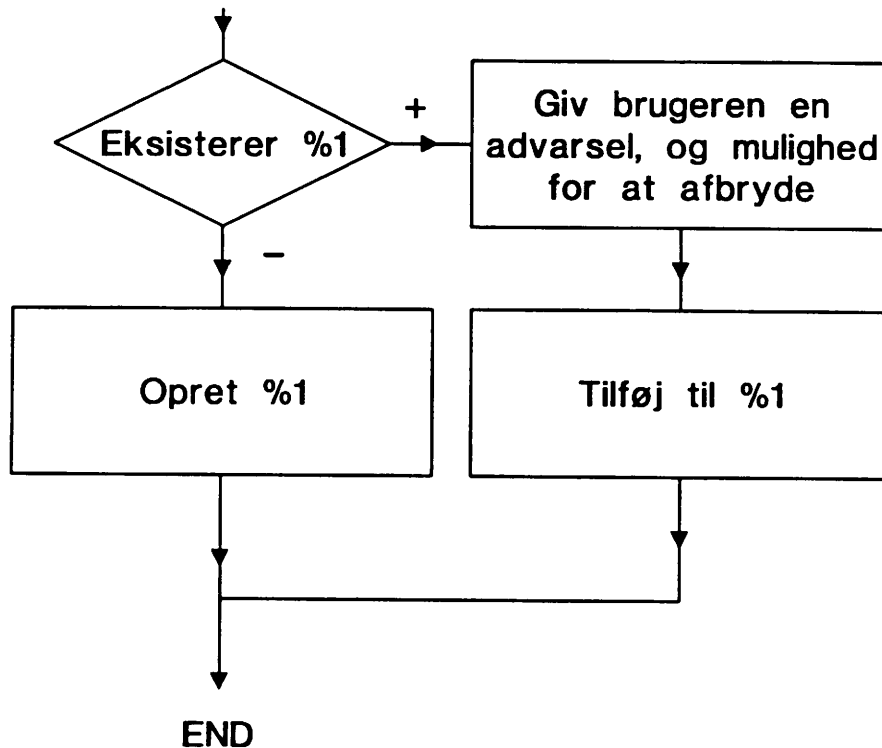 Eksisterer %1
+
Giv brugeren en
advarsel, og mulighed
for at afbryde
–
Opret %1
Tilføj til %1
END